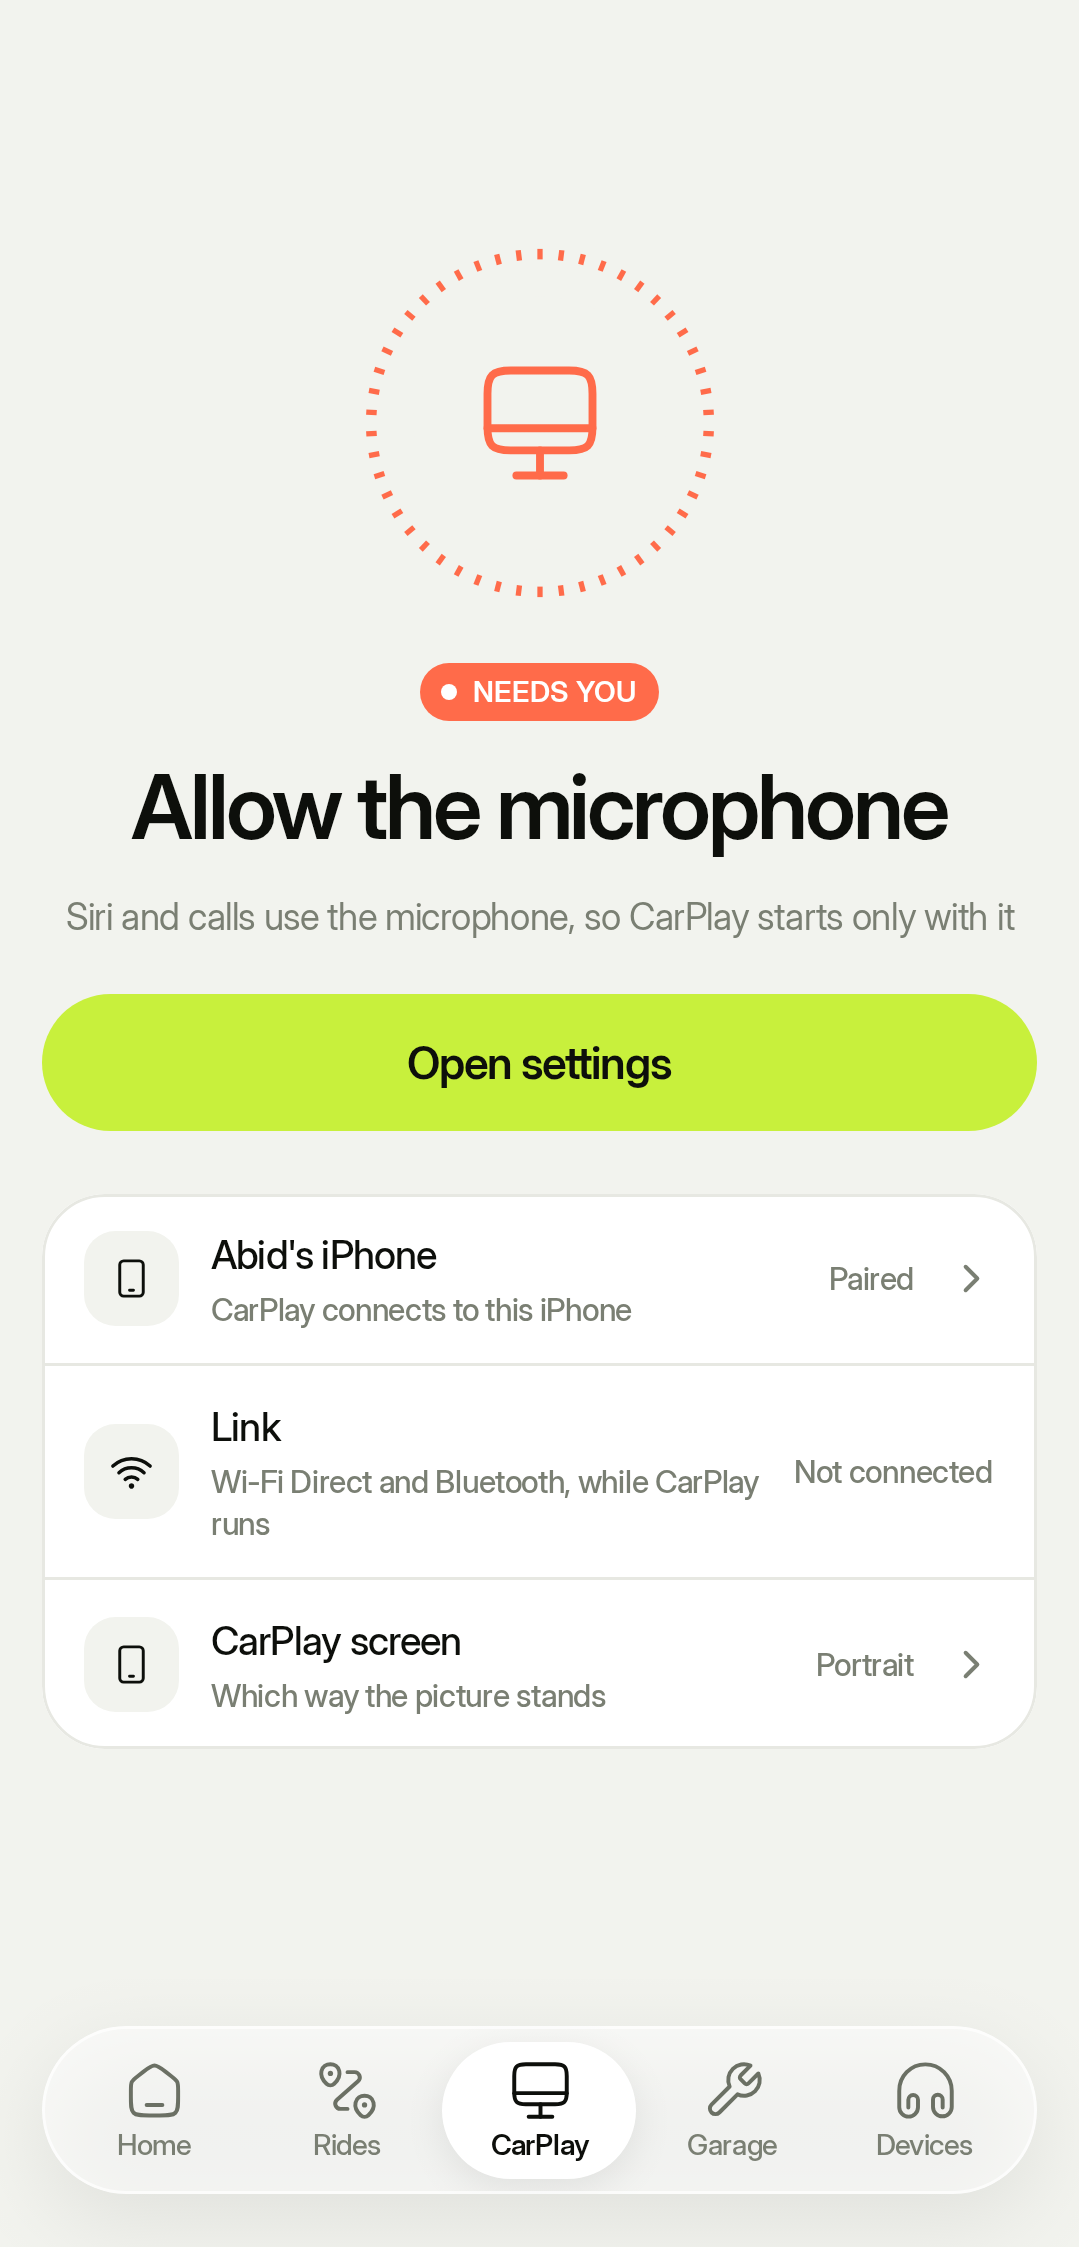 NEEDS YOU
Allow the microphone
Siri and calls use the microphone, so CarPlay starts only with it
Open settings
Abid's iPhone
CarPlay connects to this iPhone
Paired
Link
Wi-Fi Direct and Bluetooth, while CarPlay
runs
Not connected
CarPlay screen
Which way the picture stands
Portrait
Home
Rides
CarPlay
Garage
Devices